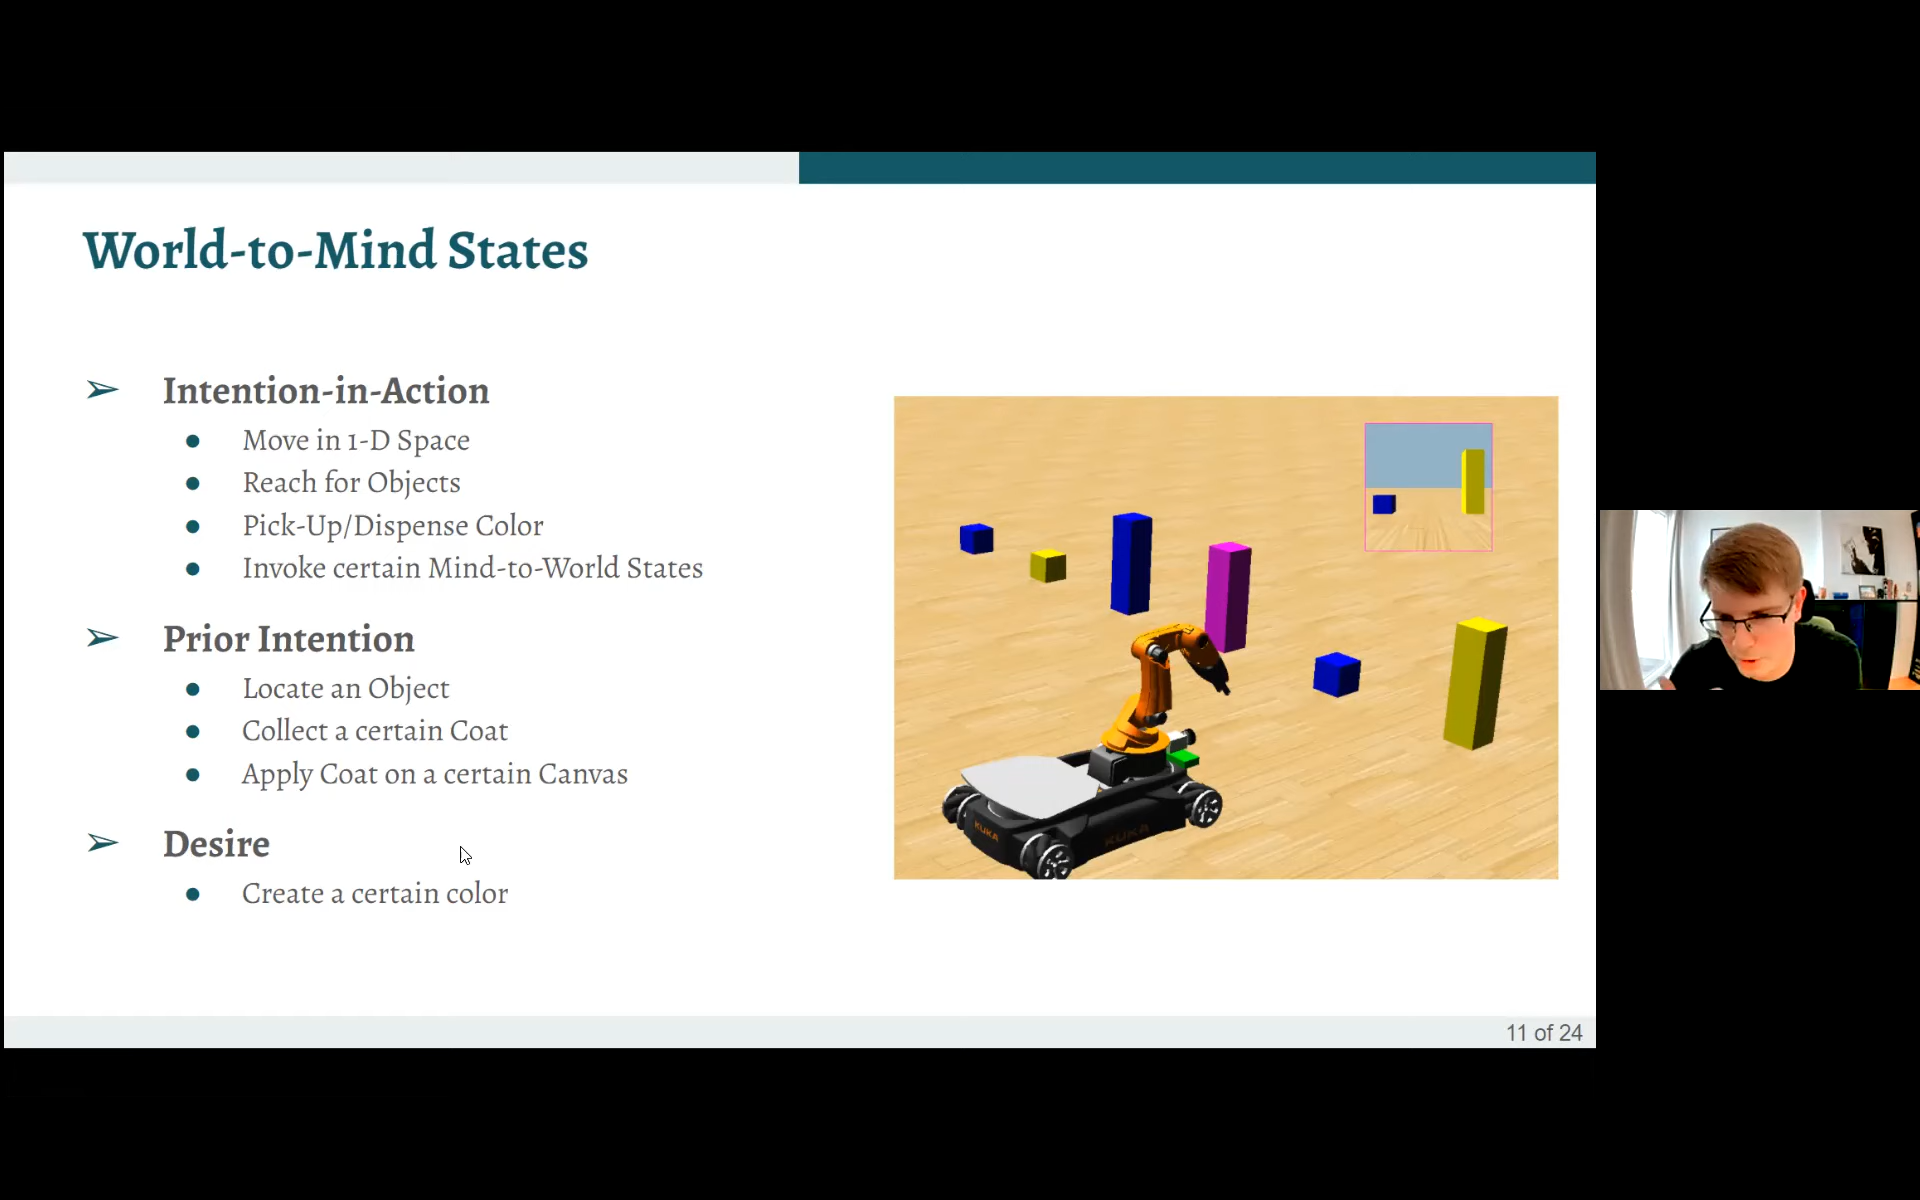 World-to-Mind States
➢ Intention-in-Action
● Move in 1-D Space
● Reach for Objects
● Pick-Up/Dispense Color
● Invoke certain Mind-to-World States
➢ Prior Intention
● Locate an Object
● Collect a certain Coat
● Apply Coat on a certain Canvas
➢ Desire
● Create a certain color
KUKA
KUKA
11 of 24